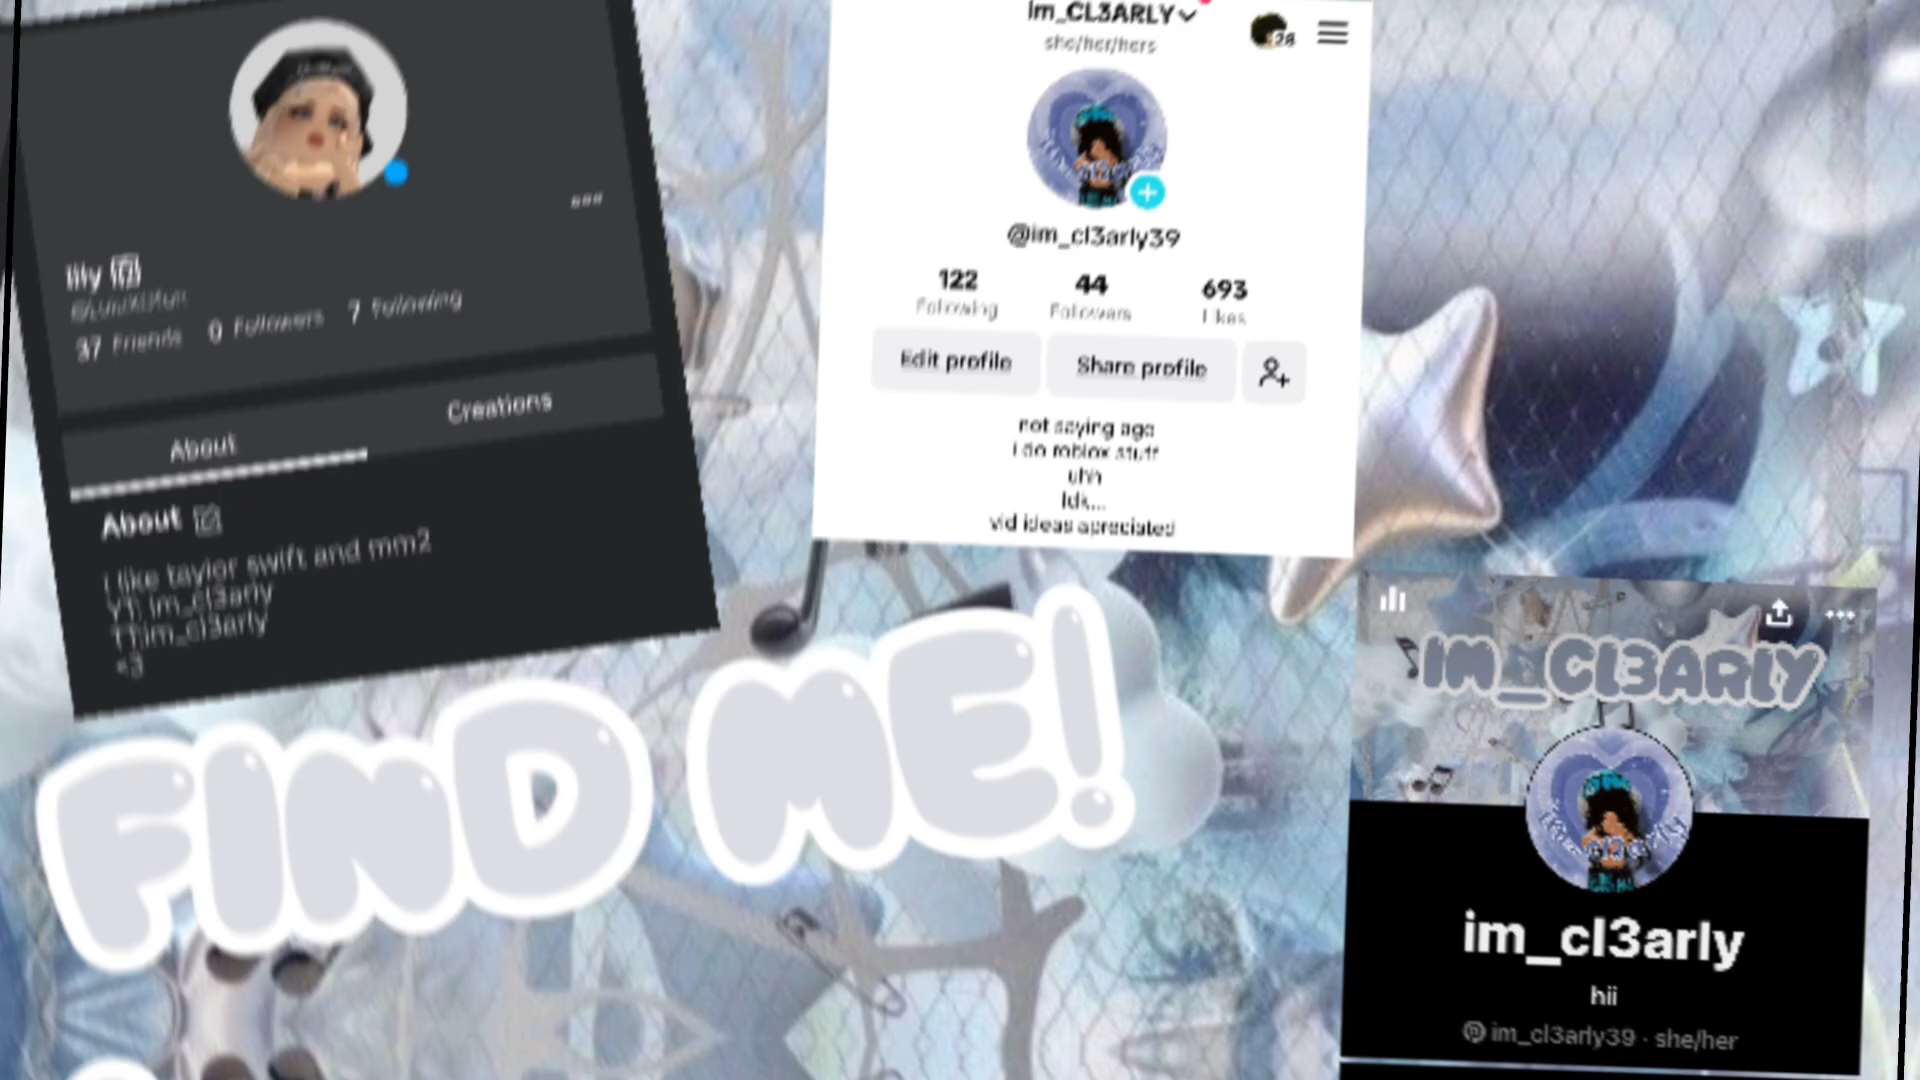 lily
37 Friends 0 Followers 7 Following
About
Creations
About
i like taylor swift and mm2
YT: im_cl3arly
TT:im_cl3arly
<3
im_CL3ARLY
she/her/hers
28
@im_cl3arly39
122 44 693
Following Followers Likes
Edit profile Share profile
not saying age
i do roblox stuff
uhh
idk...
vid ideas apreciated
FIND ME!
IM_CL3ARLY
im_cl3arly
hii
im_cl3arly39 · she/her